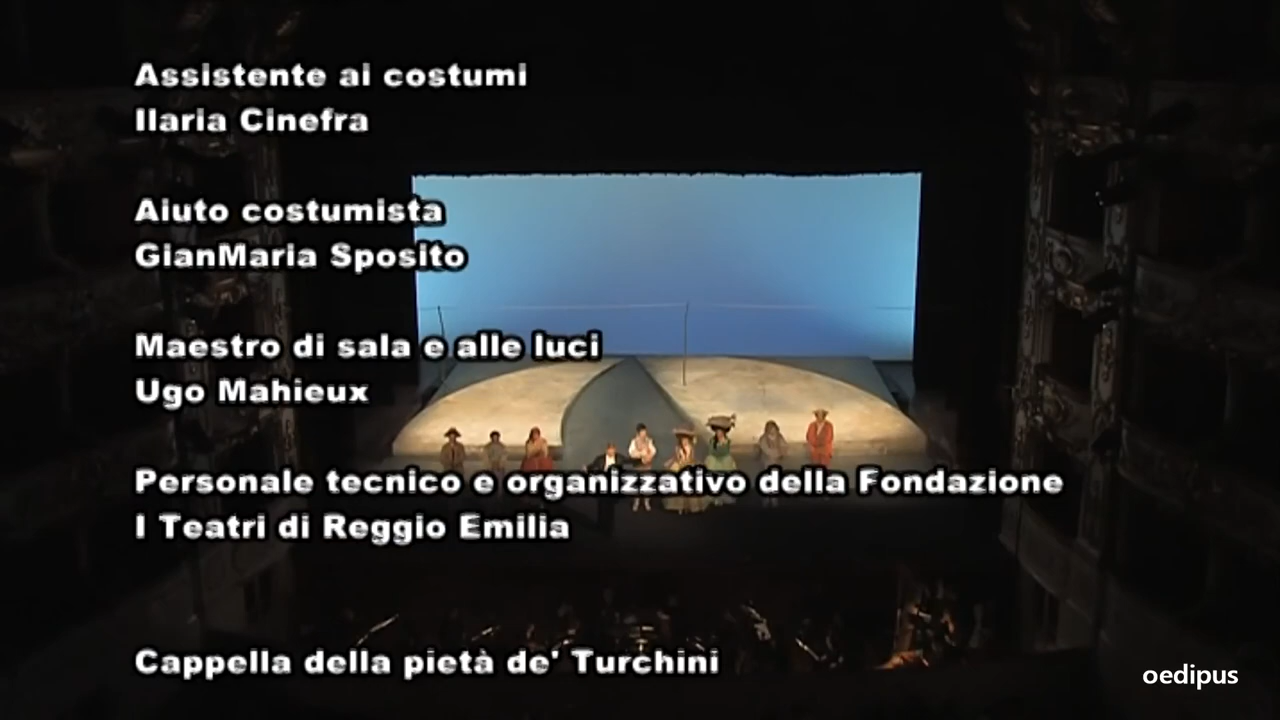 Assistente ai costumi
Ilaria Cinefra
Aiuto costumista
GianMaria Sposito
Maestro di sala e alle luci
Ugo Mahieux
Personale tecnico e organizzativo della Fondazione
I Teatri di Reggio Emilia
Cappella della pietà de' Turchini
oedipus